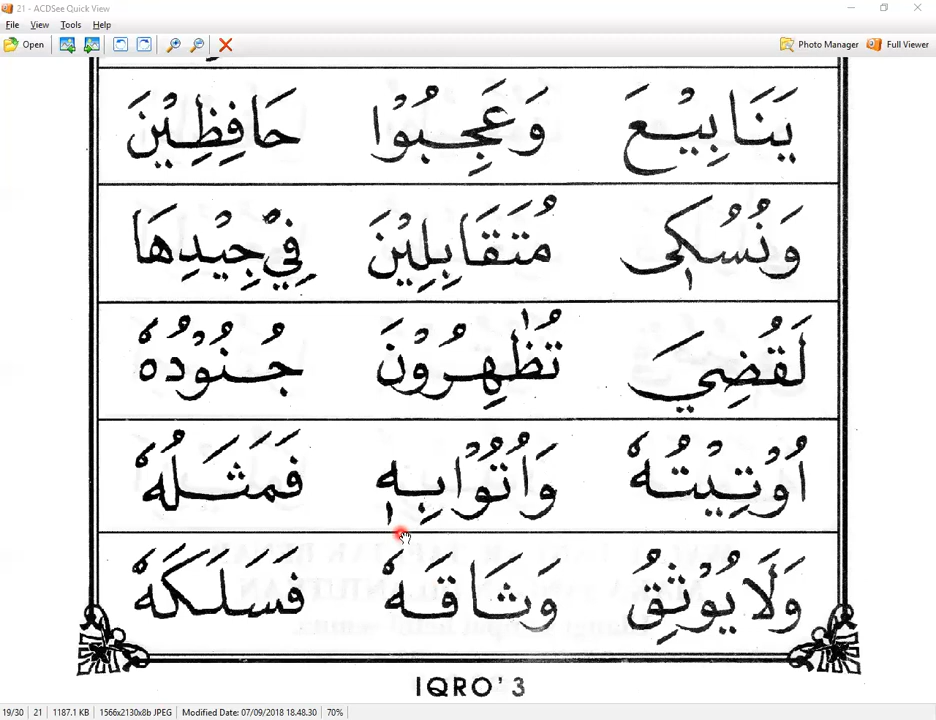 21 - ACDSee Quick View
File View Tools Help
Open Photo Manager Full Viewer
يَنَابِيْعَ وَعَجِبُوْا حَافِظِيْنَ
وَنُسُكِى مُتَقَابِلِيْنَ فِيْ جِيْدِهَا
لَقُضِيَ تُظْهِرُوْنَ جُنُوْدُهٗ
اُوْتِيْتُهٗ وَاُتُوْابِهٖ فَمَثَلُهٗ
وَلَا يُوْثِقُ وَثَاقَهٗ فَسَلَكَهٗ
IQRO' 3
19/30 21 1187.1 KB 1566x2130x8b JPEG Modified Date: 07/09/2018 18.48.30 70%